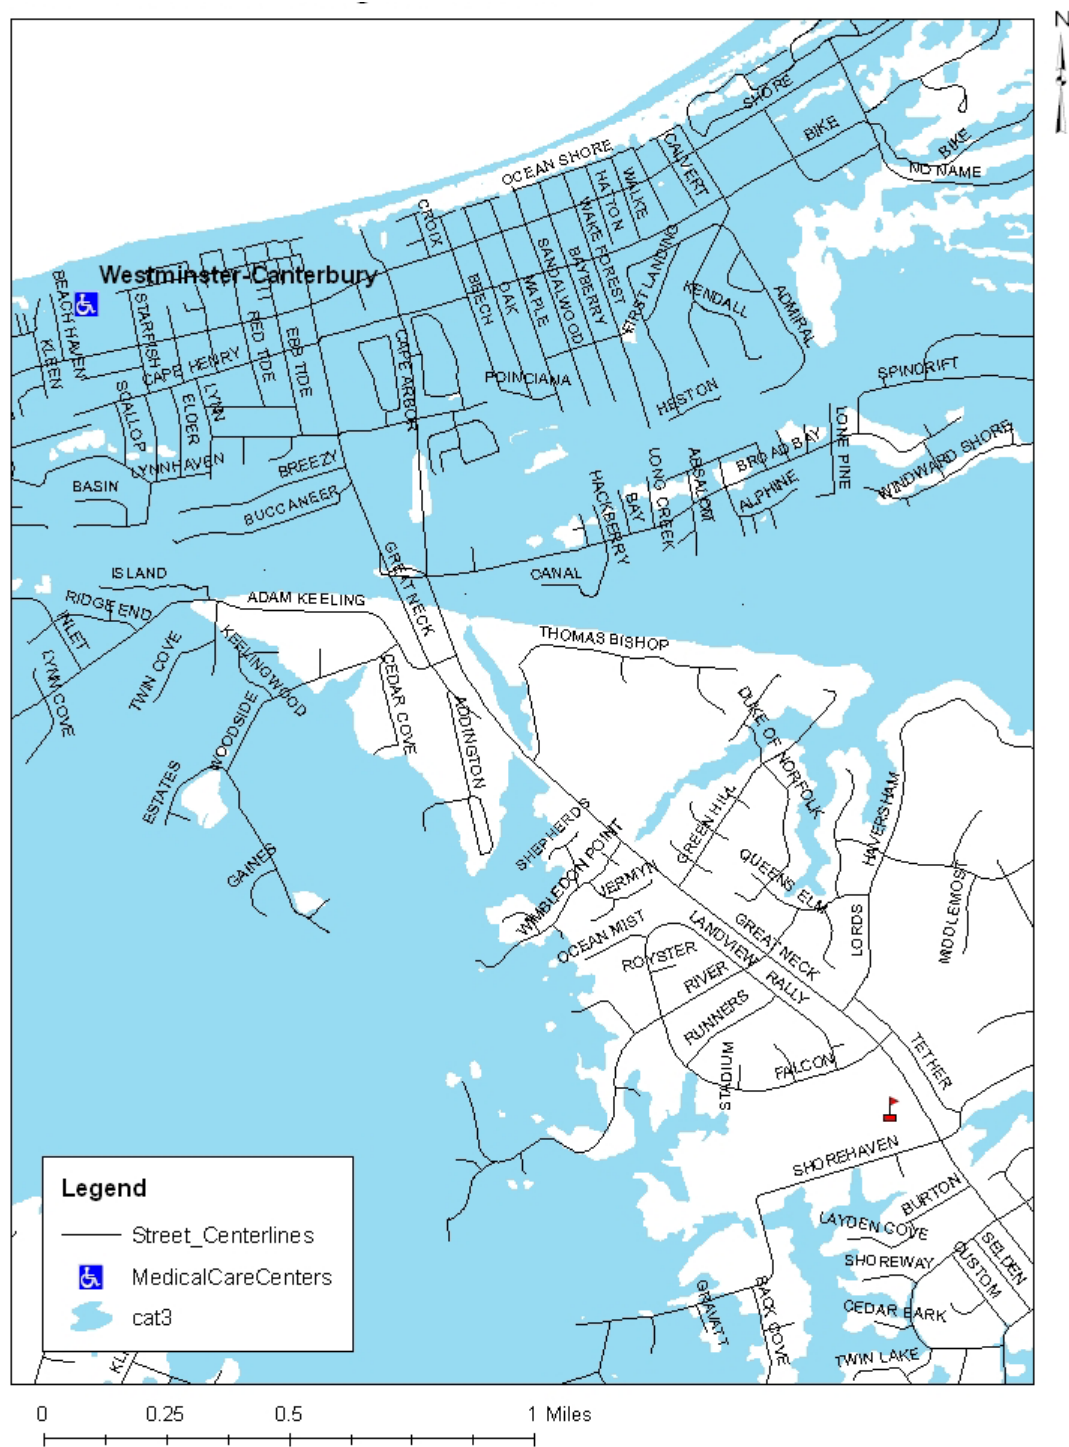 N
SHORE
BIKE
BIKE
NO NAME
OCEAN SHORE
CALVERT
WALKE
HATTON
WAKE FOREST
CROIX
FIRST LANDING
KENDALL
ADMIRAL
Westminster-Canterbury
BEACH HAVEN
KLEEN
STARFISH
CAPE HENRY
RED TIDE
EBB TIDE
CAPE ARBOR
BEECH
OAK
MAPLE
SANDALWOOD
BAYBERRY
POINCIANA
HESTON
SPINDRIFT
SCALLOP
ELDER
LYNN
LYNNHAVEN
BREEZY
BUCCANEER
BASIN
LONE PINE
BROAD BAY
WINDWARD SHORE
ALPHINE
ABSALOM
LONG CREEK
BAY
HACKBERRY
CANAL
GREAT NECK
ISLAND
RIDGE END
INLET
ADAM KEELING
THOMAS BISHOP
LYNN COVE
TWIN COVE
KEELINGWOOD
CEDAR COVE
ADDINGTON
WOODSIDE
ESTATES
GAINES
DUKE OF NORFOLK
HAVERSHAM
SHEPHERDS
WIMBLEDON POINT
VERMYN
GREEN HILL
QUEENS ELM
LORDS
MIDDLEMOST
OCEAN MIST
ROYSTER
LANDVIEW
GREAT NECK
RIVER
RALLY
RUNNERS
STADIUM
FALCON
TETHER
SHOREHAVEN
BURTON
LAYDEN COVE
SHOREWAY
SELDEN
CUSTOM
CEDAR BARK
TWIN LAKE
GRAVATT
BACK COVE
Legend
Street_Centerlines
MedicalCareCenters
cat3
0 0.25 0.5 1 Miles